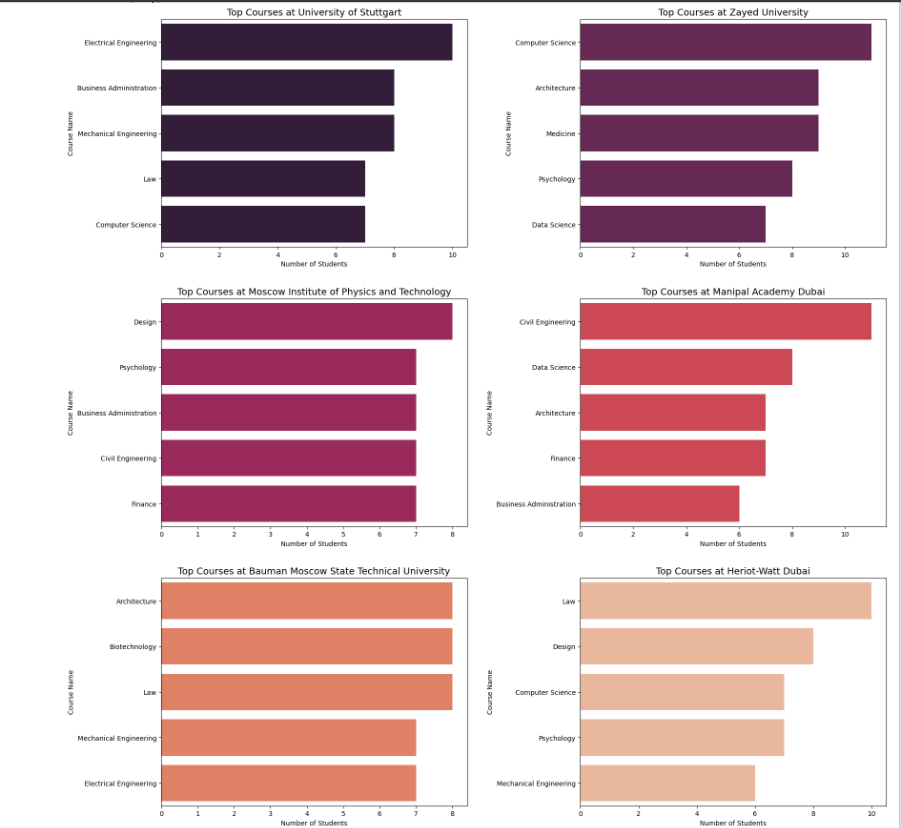 Top Courses at University of Stuttgart
Course Name
Electrical Engineering
Business Administration
Mechanical Engineering
Law
Computer Science
0 2 4 6 8 10
Number of Students
Top Courses at Zayed University
Course Name
Computer Science
Architecture
Medicine
Psychology
Data Science
0 2 4 6 8 10
Number of Students
Top Courses at Moscow Institute of Physics and Technology
Course Name
Design
Psychology
Business Administration
Civil Engineering
Finance
0 1 2 3 4 5 6 7 8
Number of Students
Top Courses at Manipal Academy Dubai
Course Name
Civil Engineering
Data Science
Architecture
Finance
Business Administration
0 2 4 6 8 10
Number of Students
Top Courses at Bauman Moscow State Technical University
Course Name
Architecture
Biotechnology
Law
Mechanical Engineering
Electrical Engineering
0 1 2 3 4 5 6 7 8
Number of Students
Top Courses at Heriot-Watt Dubai
Course Name
Law
Design
Computer Science
Psychology
Mechanical Engineering
0 2 4 6 8 10
Number of Students